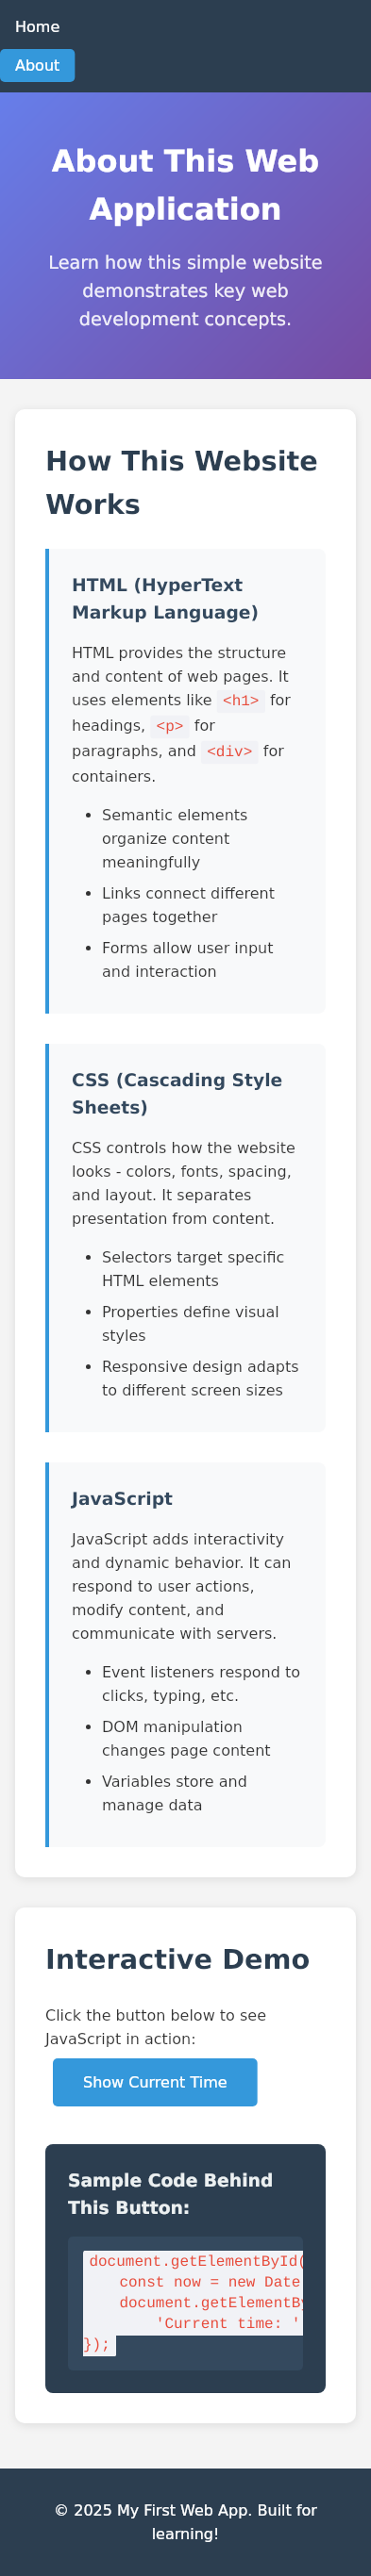 Home
About
About This Web
Application
Learn how this simple website
demonstrates key web
development concepts.
How This Website
Works
HTML (HyperText
Markup Language)
HTML provides the structure
and content of web pages. It
uses elements like <h1> for
headings, <p> for
paragraphs, and <div> for
containers.
• Semantic elements
organize content
meaningfully
• Links connect different
pages together
• Forms allow user input
and interaction
CSS (Cascading Style
Sheets)
CSS controls how the website
looks - colors, fonts, spacing,
and layout. It separates
presentation from content.
• Selectors target specific
HTML elements
• Properties define visual
styles
• Responsive design adapts
to different screen sizes
JavaScript
JavaScript adds interactivity
and dynamic behavior. It can
respond to user actions,
modify content, and
communicate with servers.
• Event listeners respond to
clicks, typing, etc.
• DOM manipulation
changes page content
• Variables store and
manage data
Interactive Demo
Click the button below to see
JavaScript in action:
Show Current Time
Sample Code Behind
This Button:
document.getElementById(
const now = new Date
document.getElementBy
'Current time: '
});
© 2025 My First Web App. Built for
learning!